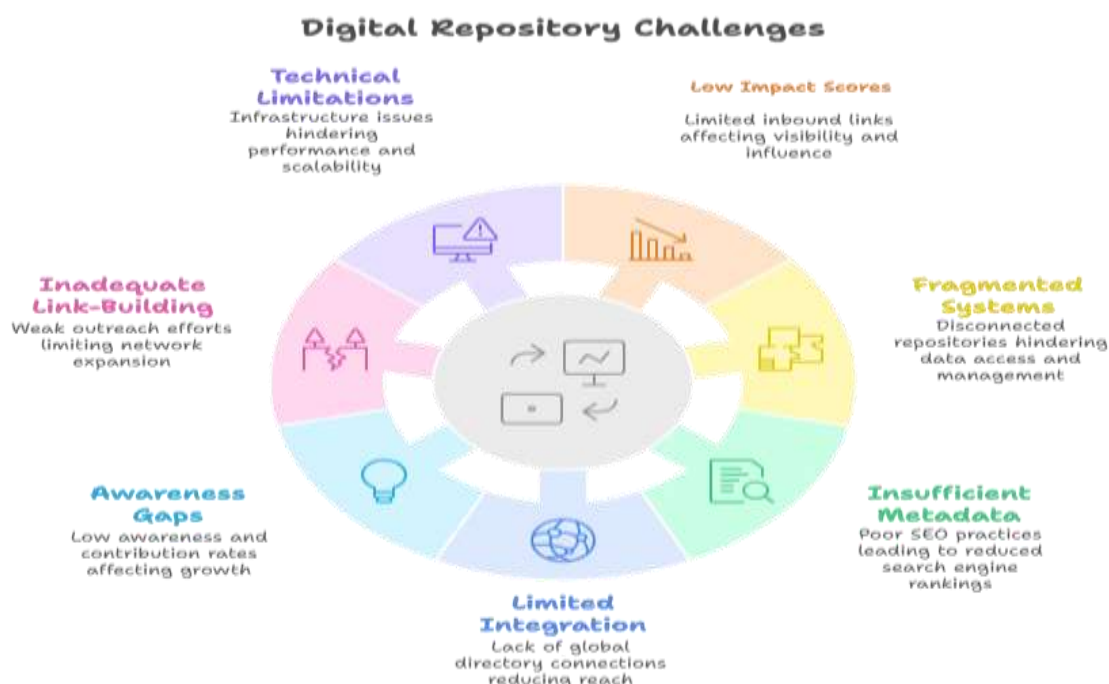 Digital Repository Challenges
Technical
Limitations
Infrastructure issues
hindering
performance and
scalability
Low Impact Scores
Limited inbound links
affecting visibility and
influence
Inadequate
Link-Building
Weak outreach efforts
limiting network
expansion
Fragmented
Systems
Disconnected
repositories hindering
data access and
management
Awareness
Gaps
Low awareness and
contribution rates
affecting growth
Insufficient
Metadata
Poor SEO practices
leading to reduced
search engine
rankings
Limited
Integration
Lack of global
directory connections
reducing reach